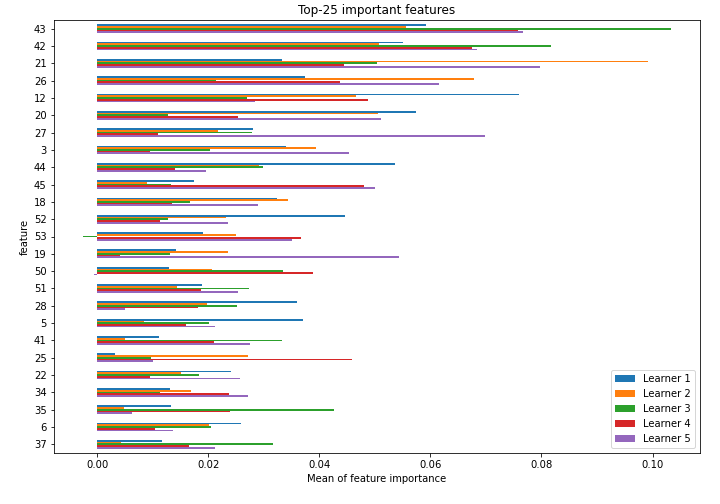 Top-25 important features
43
42
21
26
12
20
27
3
44
45
18
52
53
19
50
51
28
5
41
25
22
34
35
6
37
feature
Learner 1
Learner 2
Learner 3
Learner 4
Learner 5
0.00 0.02 0.04 0.06 0.08 0.10
Mean of feature importance